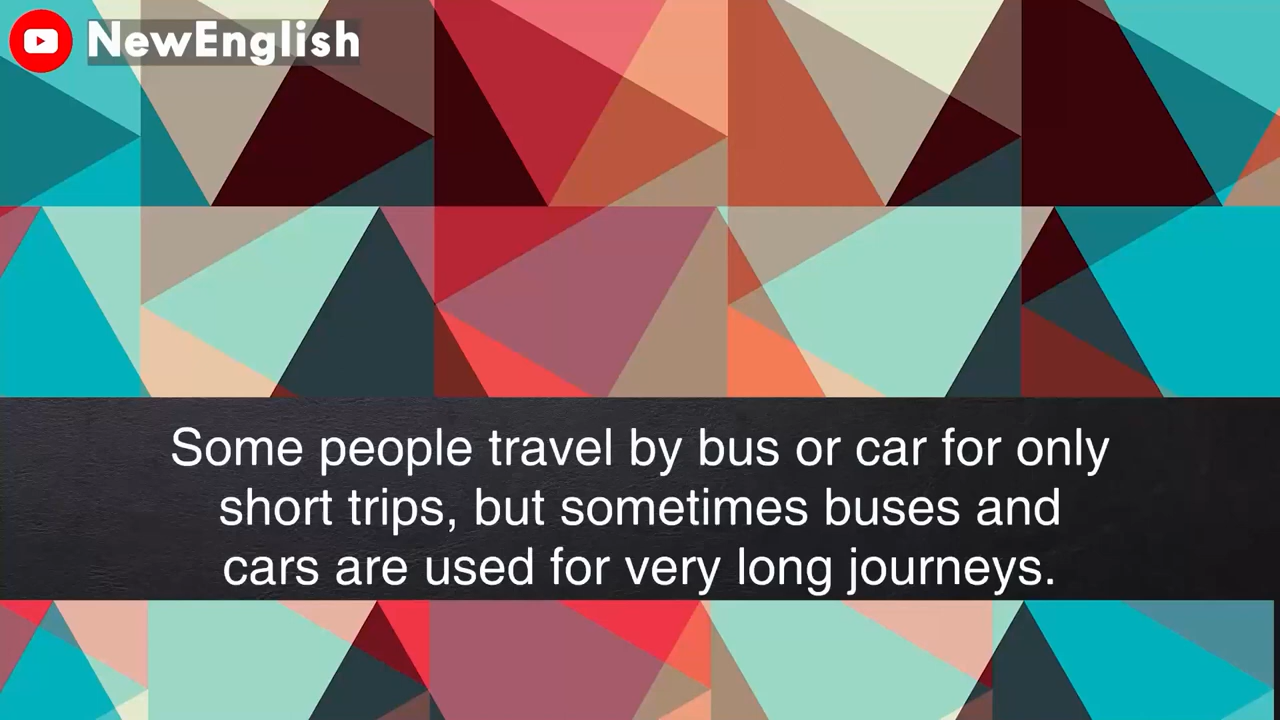 NewEnglish
Some people travel by bus or car for only
short trips, but sometimes buses and
cars are used for very long journeys.